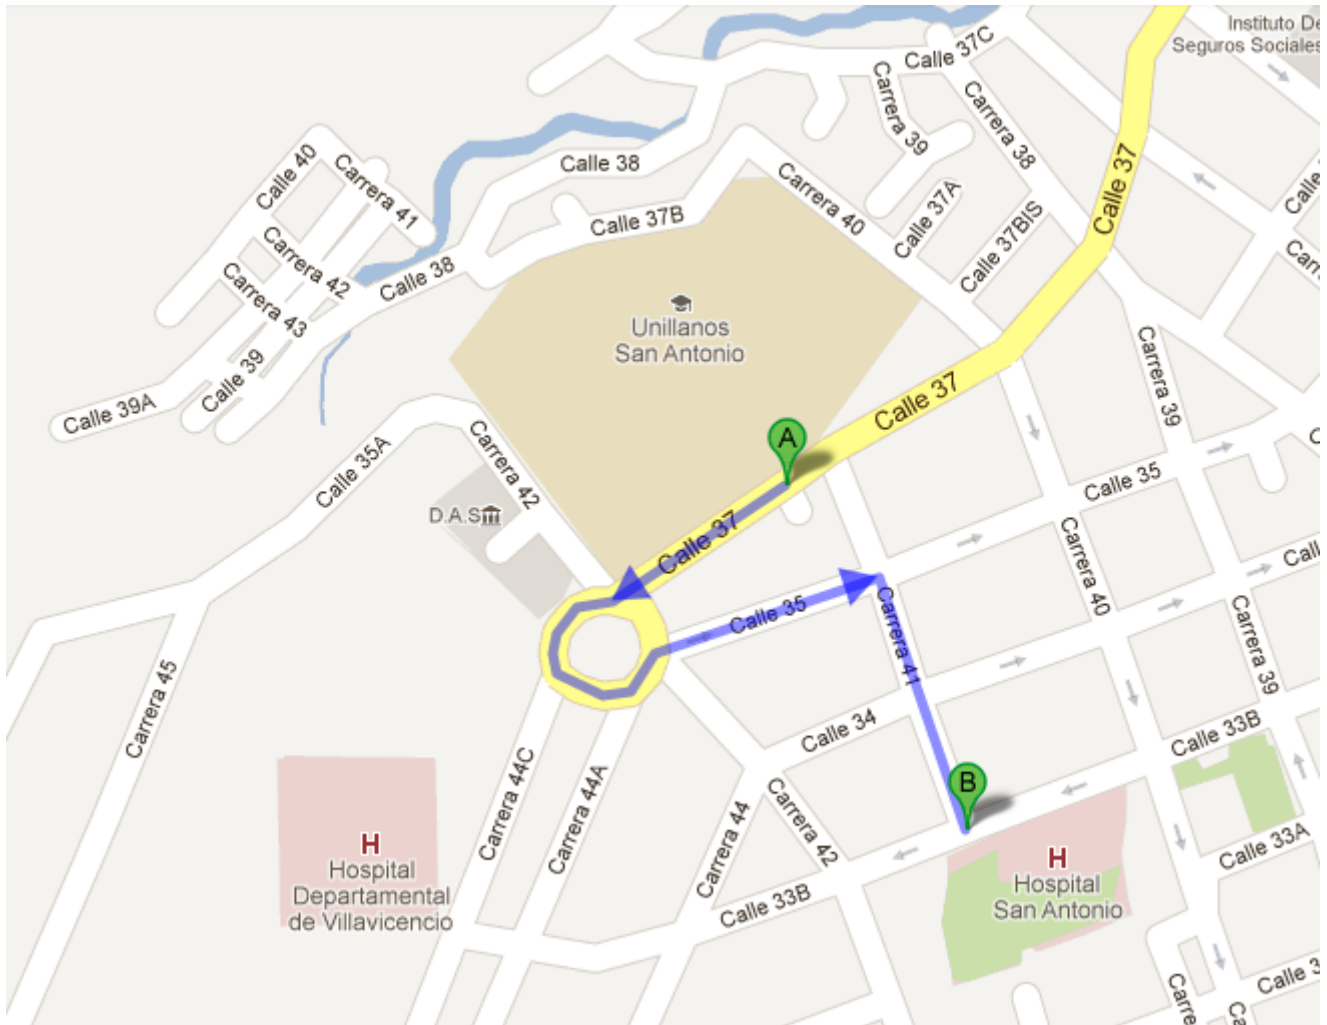 Instituto De
Seguros Sociales
Calle 37C
Carrera 39
Carrera 38
Calle 37
Calle 40
Carrera 41
Calle 38
Carrera 40
Calle 37A
Calle 37B
Calle 37BIS
Calle
Carrera 42
Calle 38
Carrera 43
Unillanos
San Antonio
Calle 39
Calle 39A
Carrera 39
Calle 37
A
Carrera 42
Calle 35A
Calle 35
D.A.S
Calle 37
Carrera 40
Calle 35
Carrera 41
Carrera 39
Carrera 45
Calle 34
Calle 33B
Carrera 44C
Carrera 44A
B
Carrera 44
Carrera 42
H
Hospital
Departamental
de Villavicencio
H
Hospital
San Antonio
Calle 33A
Calle 33B